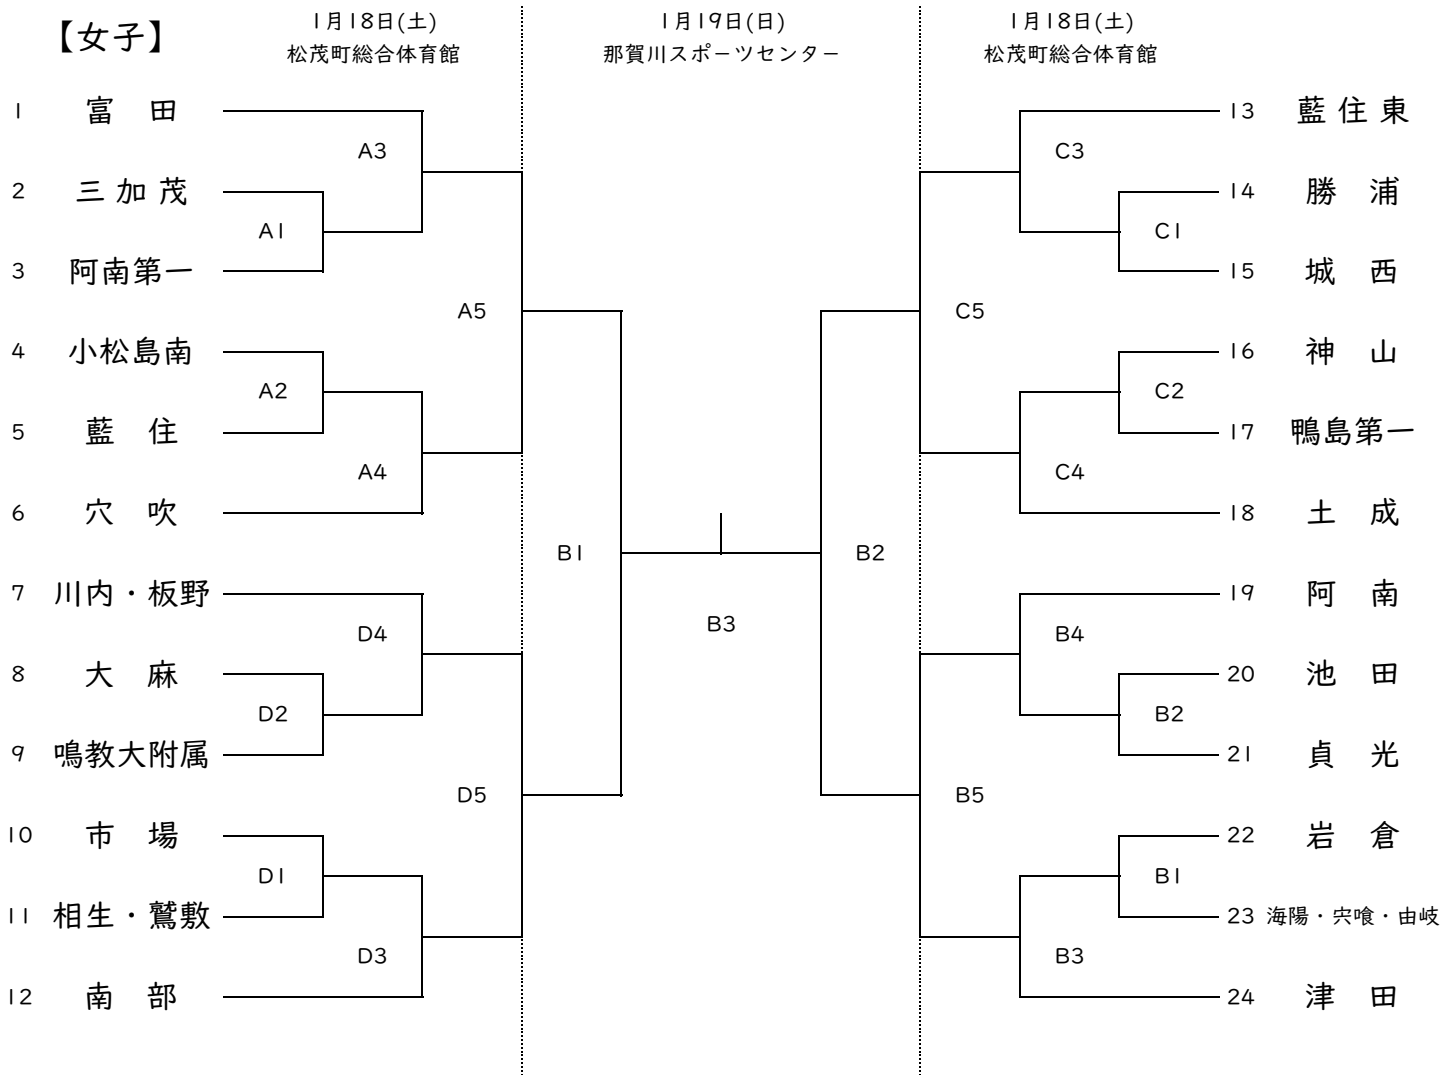 【女子】
1月18日(土)
松茂町総合体育館
1月19日(日)
那賀川スポーツセンター
1月18日(土)
松茂町総合体育館
1 富 田
2 三 加 茂
3 阿南第一
4 小松島南
5 藍 住
6 穴 吹
7 川内・板野
8 大 麻
9 鳴教大附属
10 市 場
11 相生・鷲敷
12 南 部
A3
A1
A5
A2
A4
D4
D2
D5
D1
D3
B1
B3
B2
C3
C1
C5
C2
C4
B4
B2
B5
B1
B3
13 藍 住 東
14 勝 浦
15 城 西
16 神 山
17 鴨島第一
18 土 成
19 阿 南
20 池 田
21 貞 光
22 岩 倉
23 海陽・宍喰・由岐
24 津 田